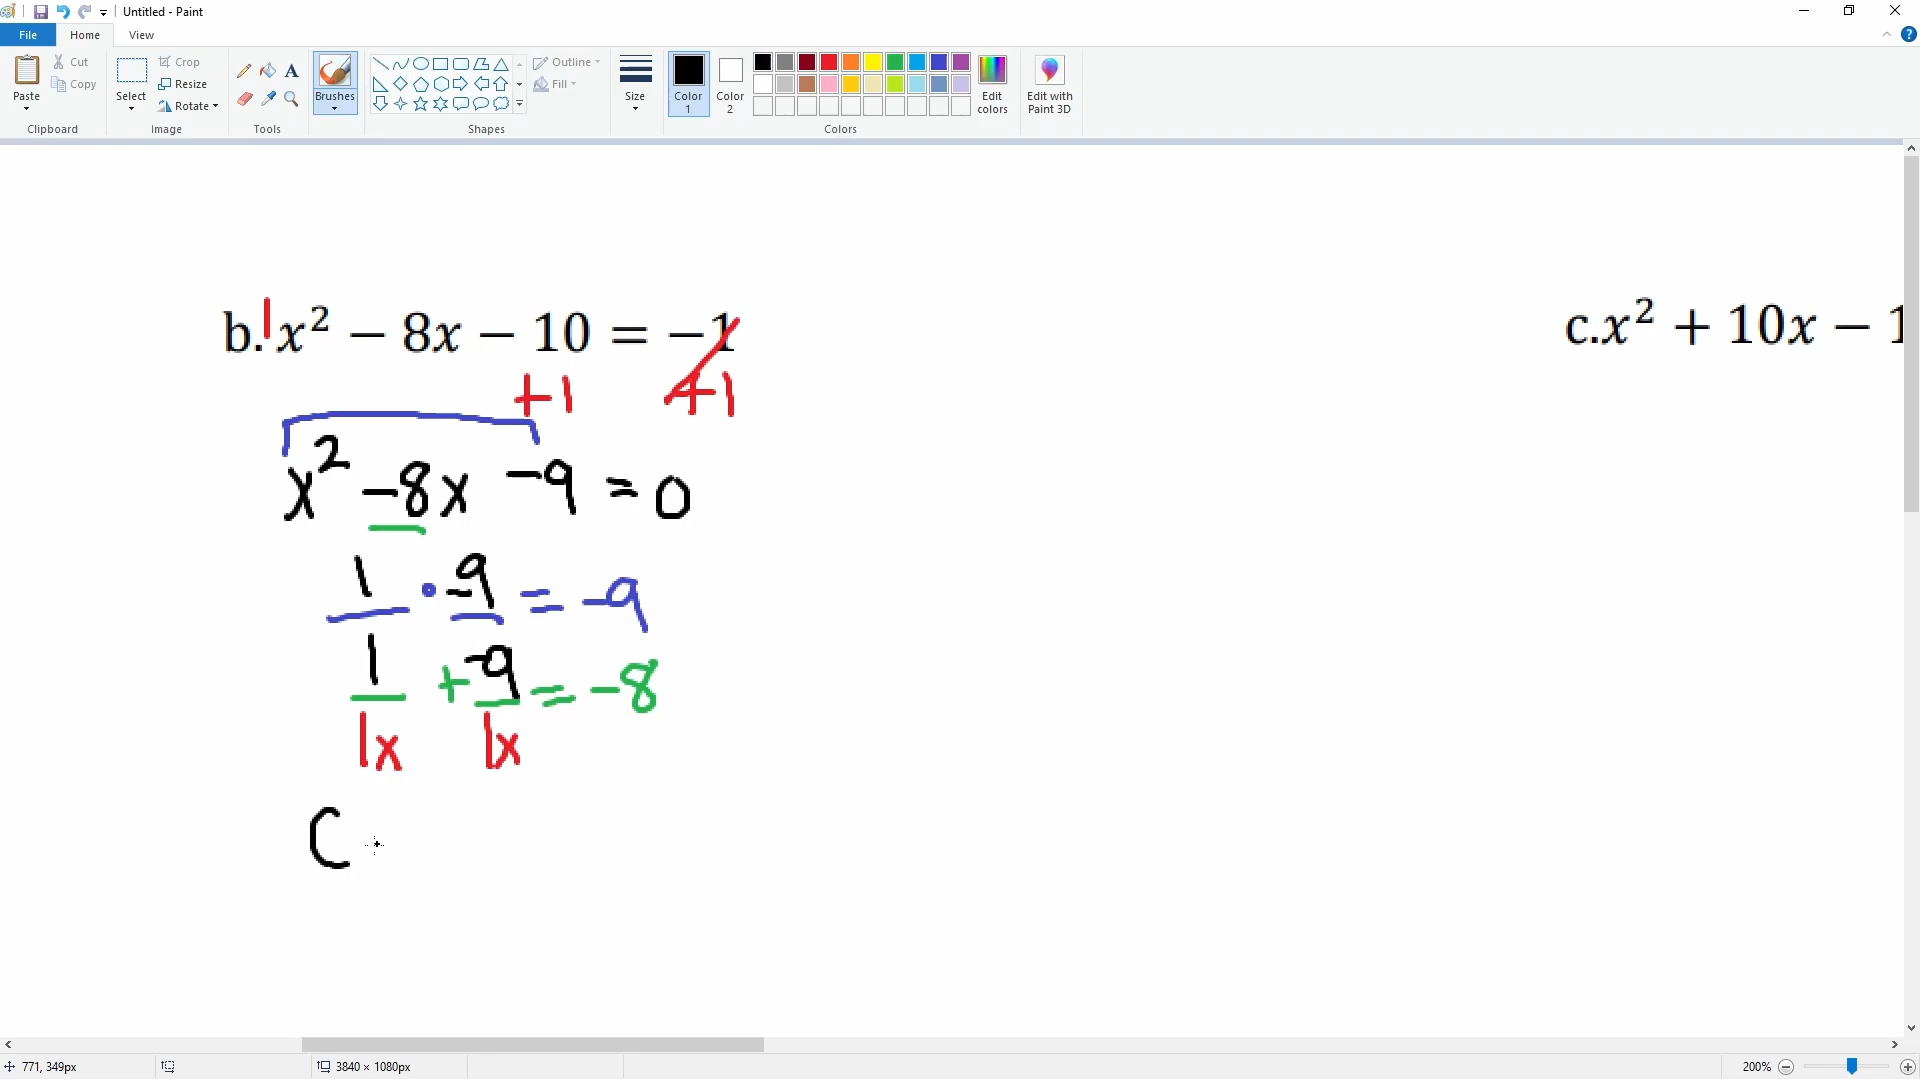 Untitled - Paint
File Home View
Paste
Cut
Copy
Clipboard
Select
Crop
Resize
Rotate
Image
A
Tools
Brushes
Shapes
Outline
Fill
Size
Color 1
Color 2
Colors
Edit colors
Edit with Paint 3D
b. 1x² − 8x − 10 = −1
+1 +1
x² -8x -9 = 0
1 · -9 = -9
1 + -9 = -8
1x 1x
(
c. x² + 10x − 1
771, 349px
3840 × 1080px
200%